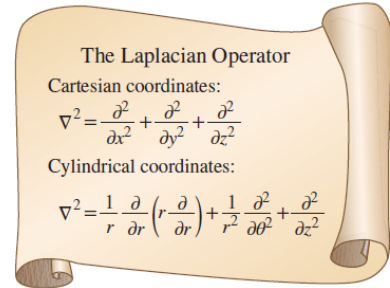 The Laplacian Operator
Cartesian coordinates:
∇² = ∂²/∂x² + ∂²/∂y² + ∂²/∂z²
Cylindrical coordinates:
∇² = 1/r ∂/∂r (r ∂/∂r) + 1/r² ∂²/∂θ² + ∂²/∂z²